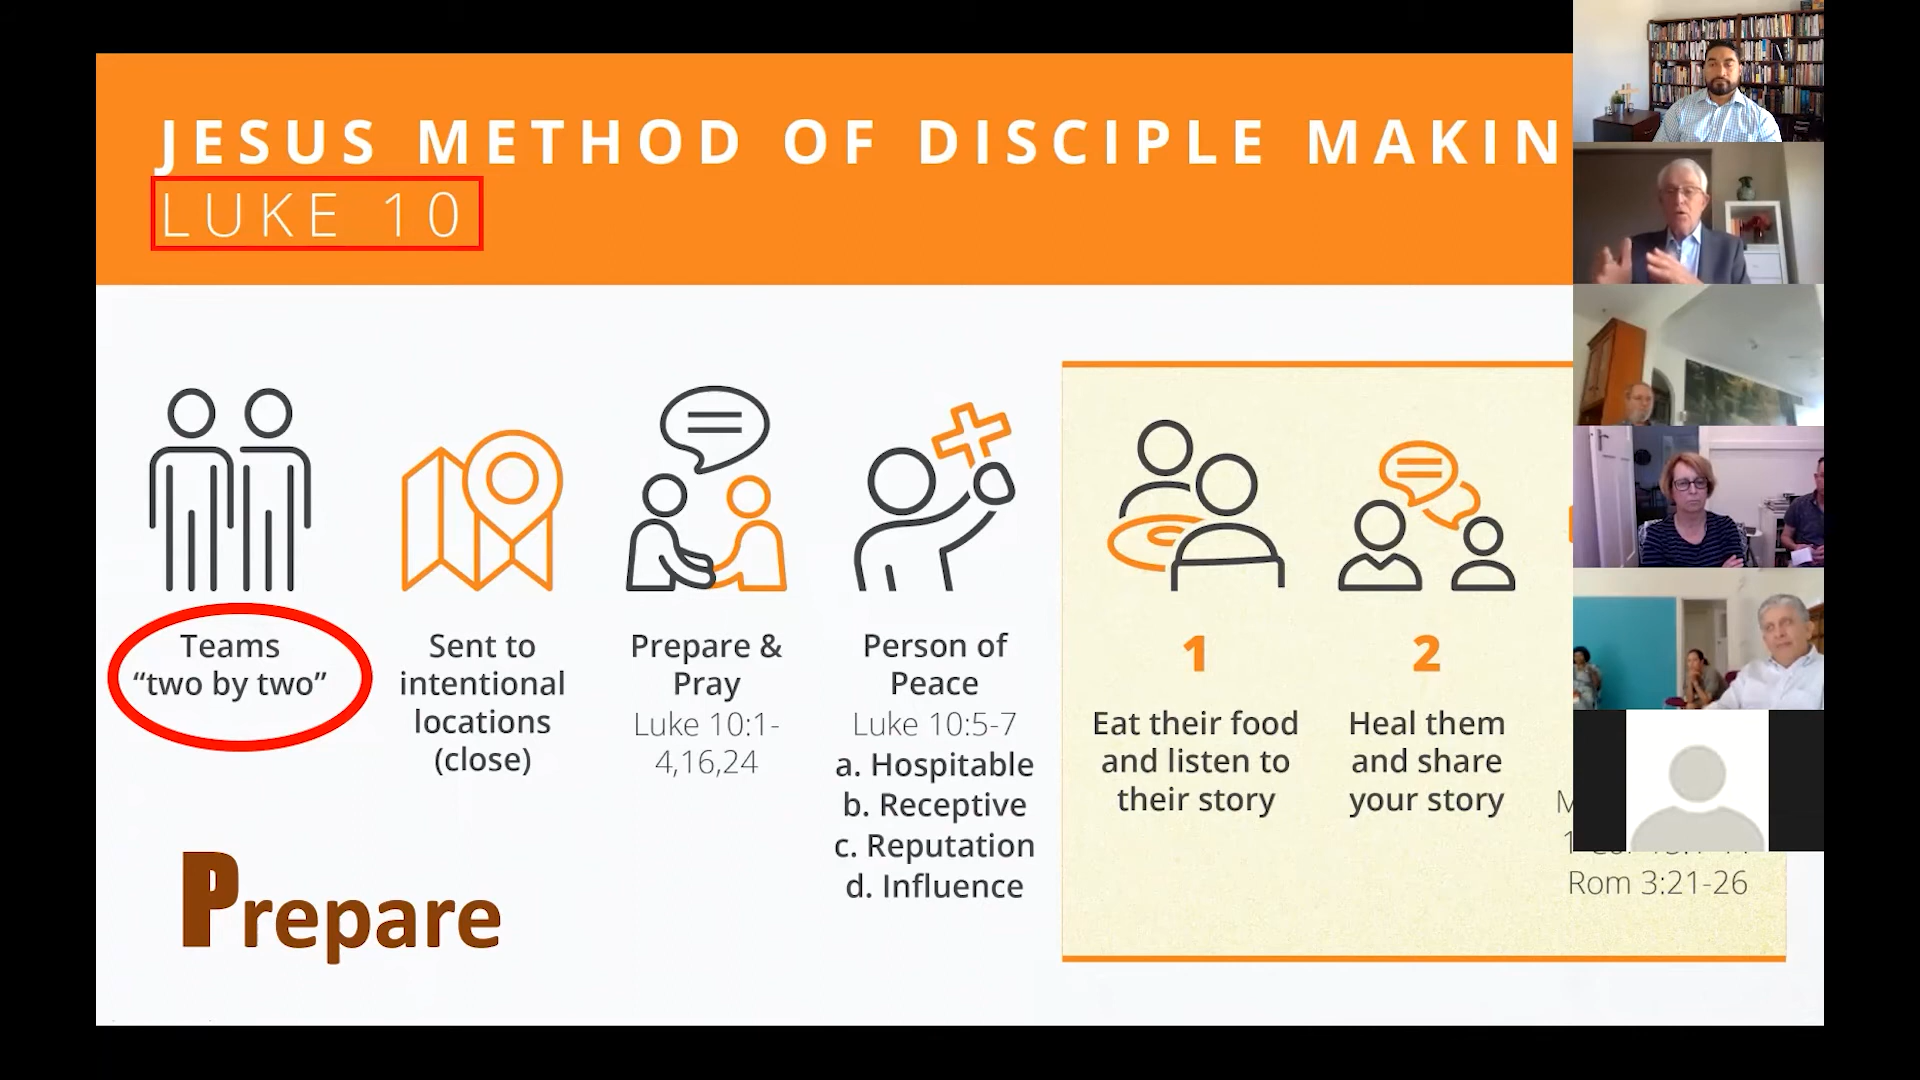 JESUS METHOD OF DISCIPLE MAKIN
LUKE 10
Teams
“two by two”
Sent to
intentional
locations
(close)
Prepare &
Pray
Luke 10:1-
4,16,24
Person of
Peace
Luke 10:5-7
a. Hospitable
b. Receptive
c. Reputation
d. Influence
1
Eat their food
and listen to
their story
2
Heal them
and share
your story
Rom 3:21-26
Prepare